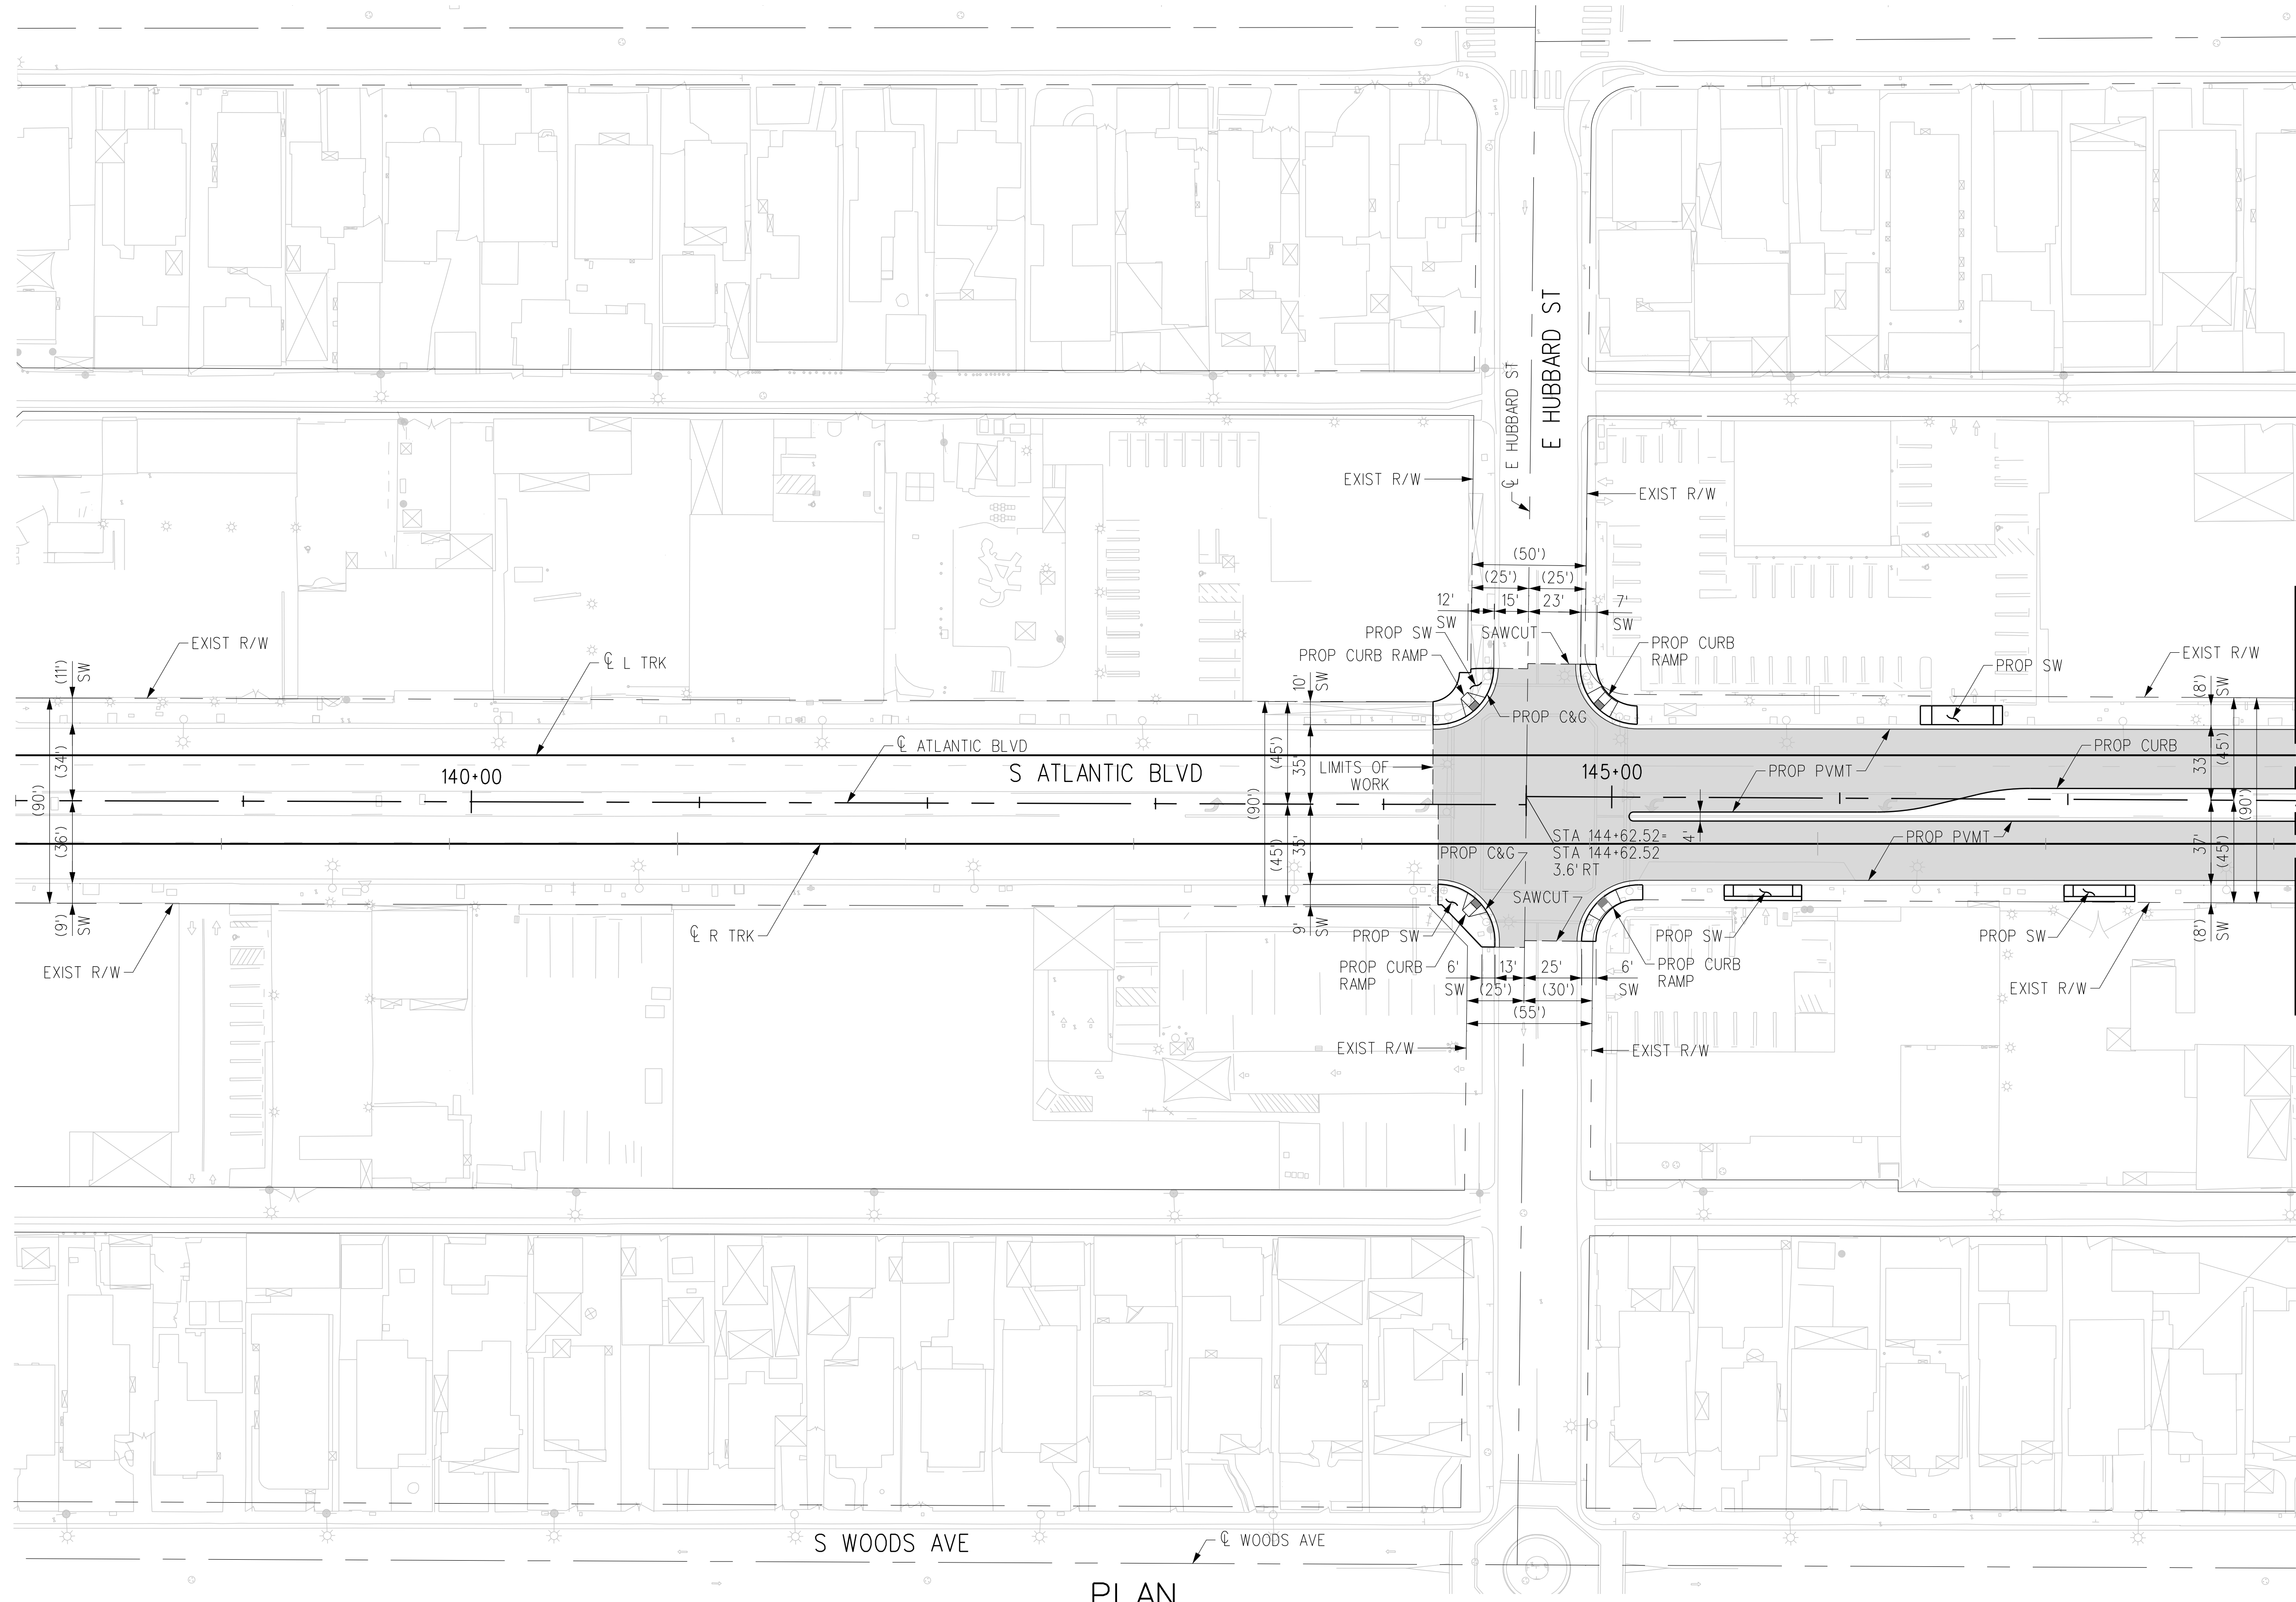 E HUBBARD ST
℄ E HUBBARD ST
EXIST R/W
EXIST R/W
(50')
(25')
(25')
12'
SW
15'
23'
7'
SW
PROP SW
SAWCUT
PROP CURB
RAMP
PROP CURB RAMP
PROP SW
EXIST R/W
EXIST R/W
℄ L TRK
(11')
SW
10'
SW
(8')
SW
PROP C&G
℄ ATLANTIC BLVD
PROP CURB
(34')
(90')
(36')
140+00
S ATLANTIC BLVD
(45')
35'
(90')
(45')
35'
LIMITS OF
WORK
145+00
PROP PVMT
33'
(45')
(90')
37'
(45')
STA 144+62.52=
STA 144+62.52
3.6' RT
4'
PROP PVMT
PROP C&G
SAWCUT
(9')
SW
EXIST R/W
℄ R TRK
9'
SW
PROP SW
PROP CURB
RAMP
PROP SW
PROP CURB
RAMP
PROP SW
(8')
SW
EXIST R/W
6'
SW
13'
25'
6'
SW
(25')
(30')
(55')
EXIST R/W
EXIST R/W
S WOODS AVE
℄ WOODS AVE
PLAN